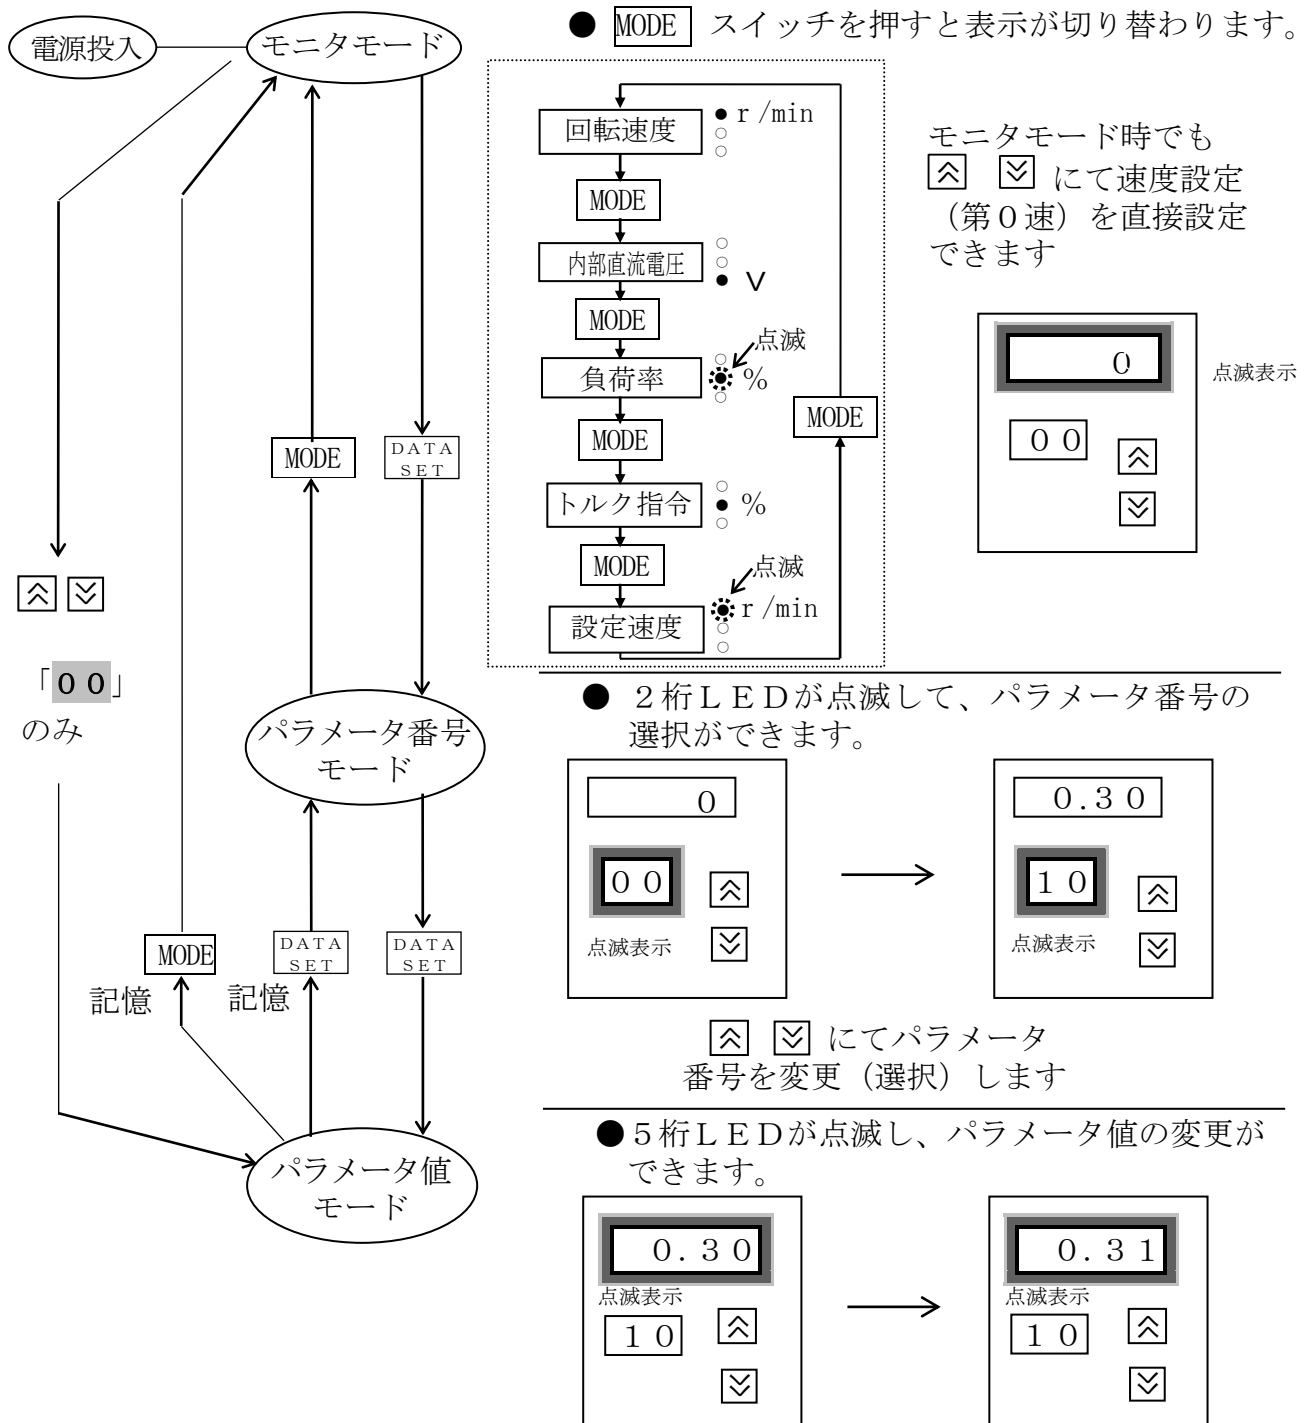 電源投入
モニタモード
MODE
DATA
SET
「００」
のみ
パラメータ番号
モード
MODE
記憶
DATA
SET
記憶
DATA
SET
パラメータ値
モード
● MODE スイッチを押すと表示が切り替わります。
回転速度
r/min
MODE
内部直流電圧
V
MODE
点滅
負荷率
%
MODE
MODE
トルク指令
%
MODE
点滅
設定速度
r/min
モニタモード時でも
にて速度設定
（第０速）を直接設定
できます
０
点滅表示
００
● ２桁ＬＥＤが点滅して、パラメータ番号の
選択ができます。
０
００
点滅表示
０.３０
１０
点滅表示
にてパラメータ
番号を変更（選択）します
●５桁ＬＥＤが点滅し、パラメータ値の変更が
できます。
０.３０
点滅表示
１０
０.３１
点滅表示
１０